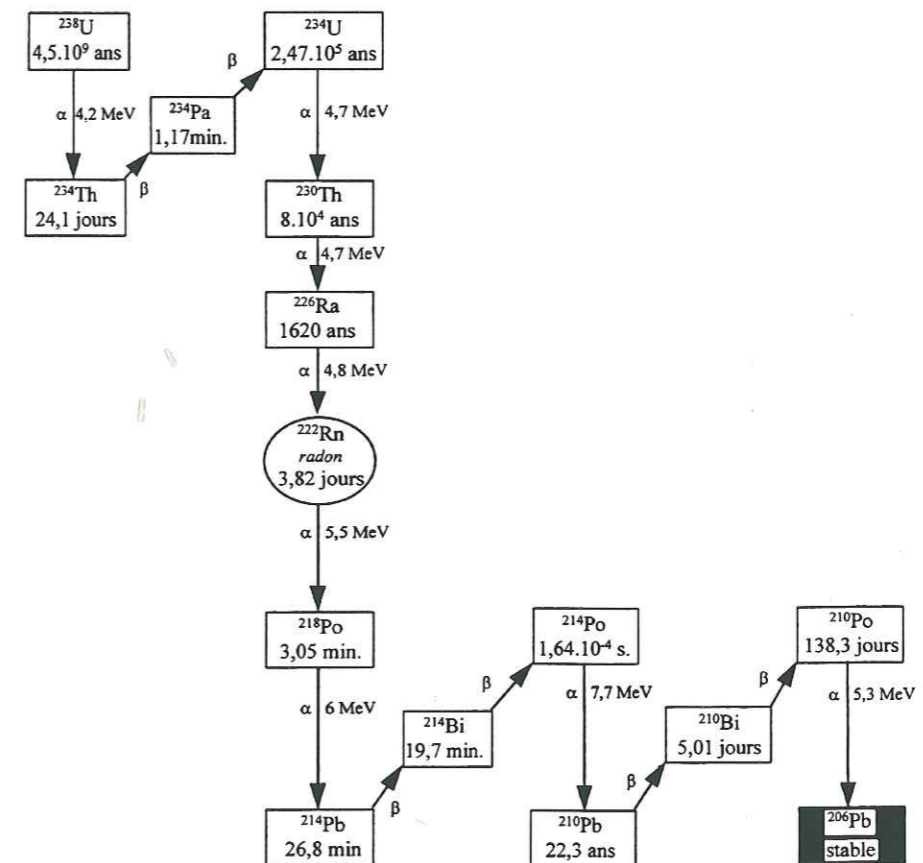 ²³⁸U
4,5.10⁹ ans
α 4,2 MeV
²³⁴Th
24,1 jours
β
²³⁴Pa
1,17min.
β
²³⁴U
2,47.10⁵ ans
α 4,7 MeV
²³⁰Th
8.10⁴ ans
α 4,7 MeV
²²⁶Ra
1620 ans
α 4,8 MeV
²²²Rn
radon
3,82 jours
α 5,5 MeV
²¹⁸Po
3,05 min.
α 6 MeV
²¹⁴Pb
26,8 min
β
²¹⁴Bi
19,7 min.
β
²¹⁴Po
1,64.10⁻⁴ s.
α 7,7 MeV
²¹⁰Pb
22,3 ans
β
²¹⁰Bi
5,01 jours
β
²¹⁰Po
138,3 jours
α 5,3 MeV
²⁰⁶Pb
stable